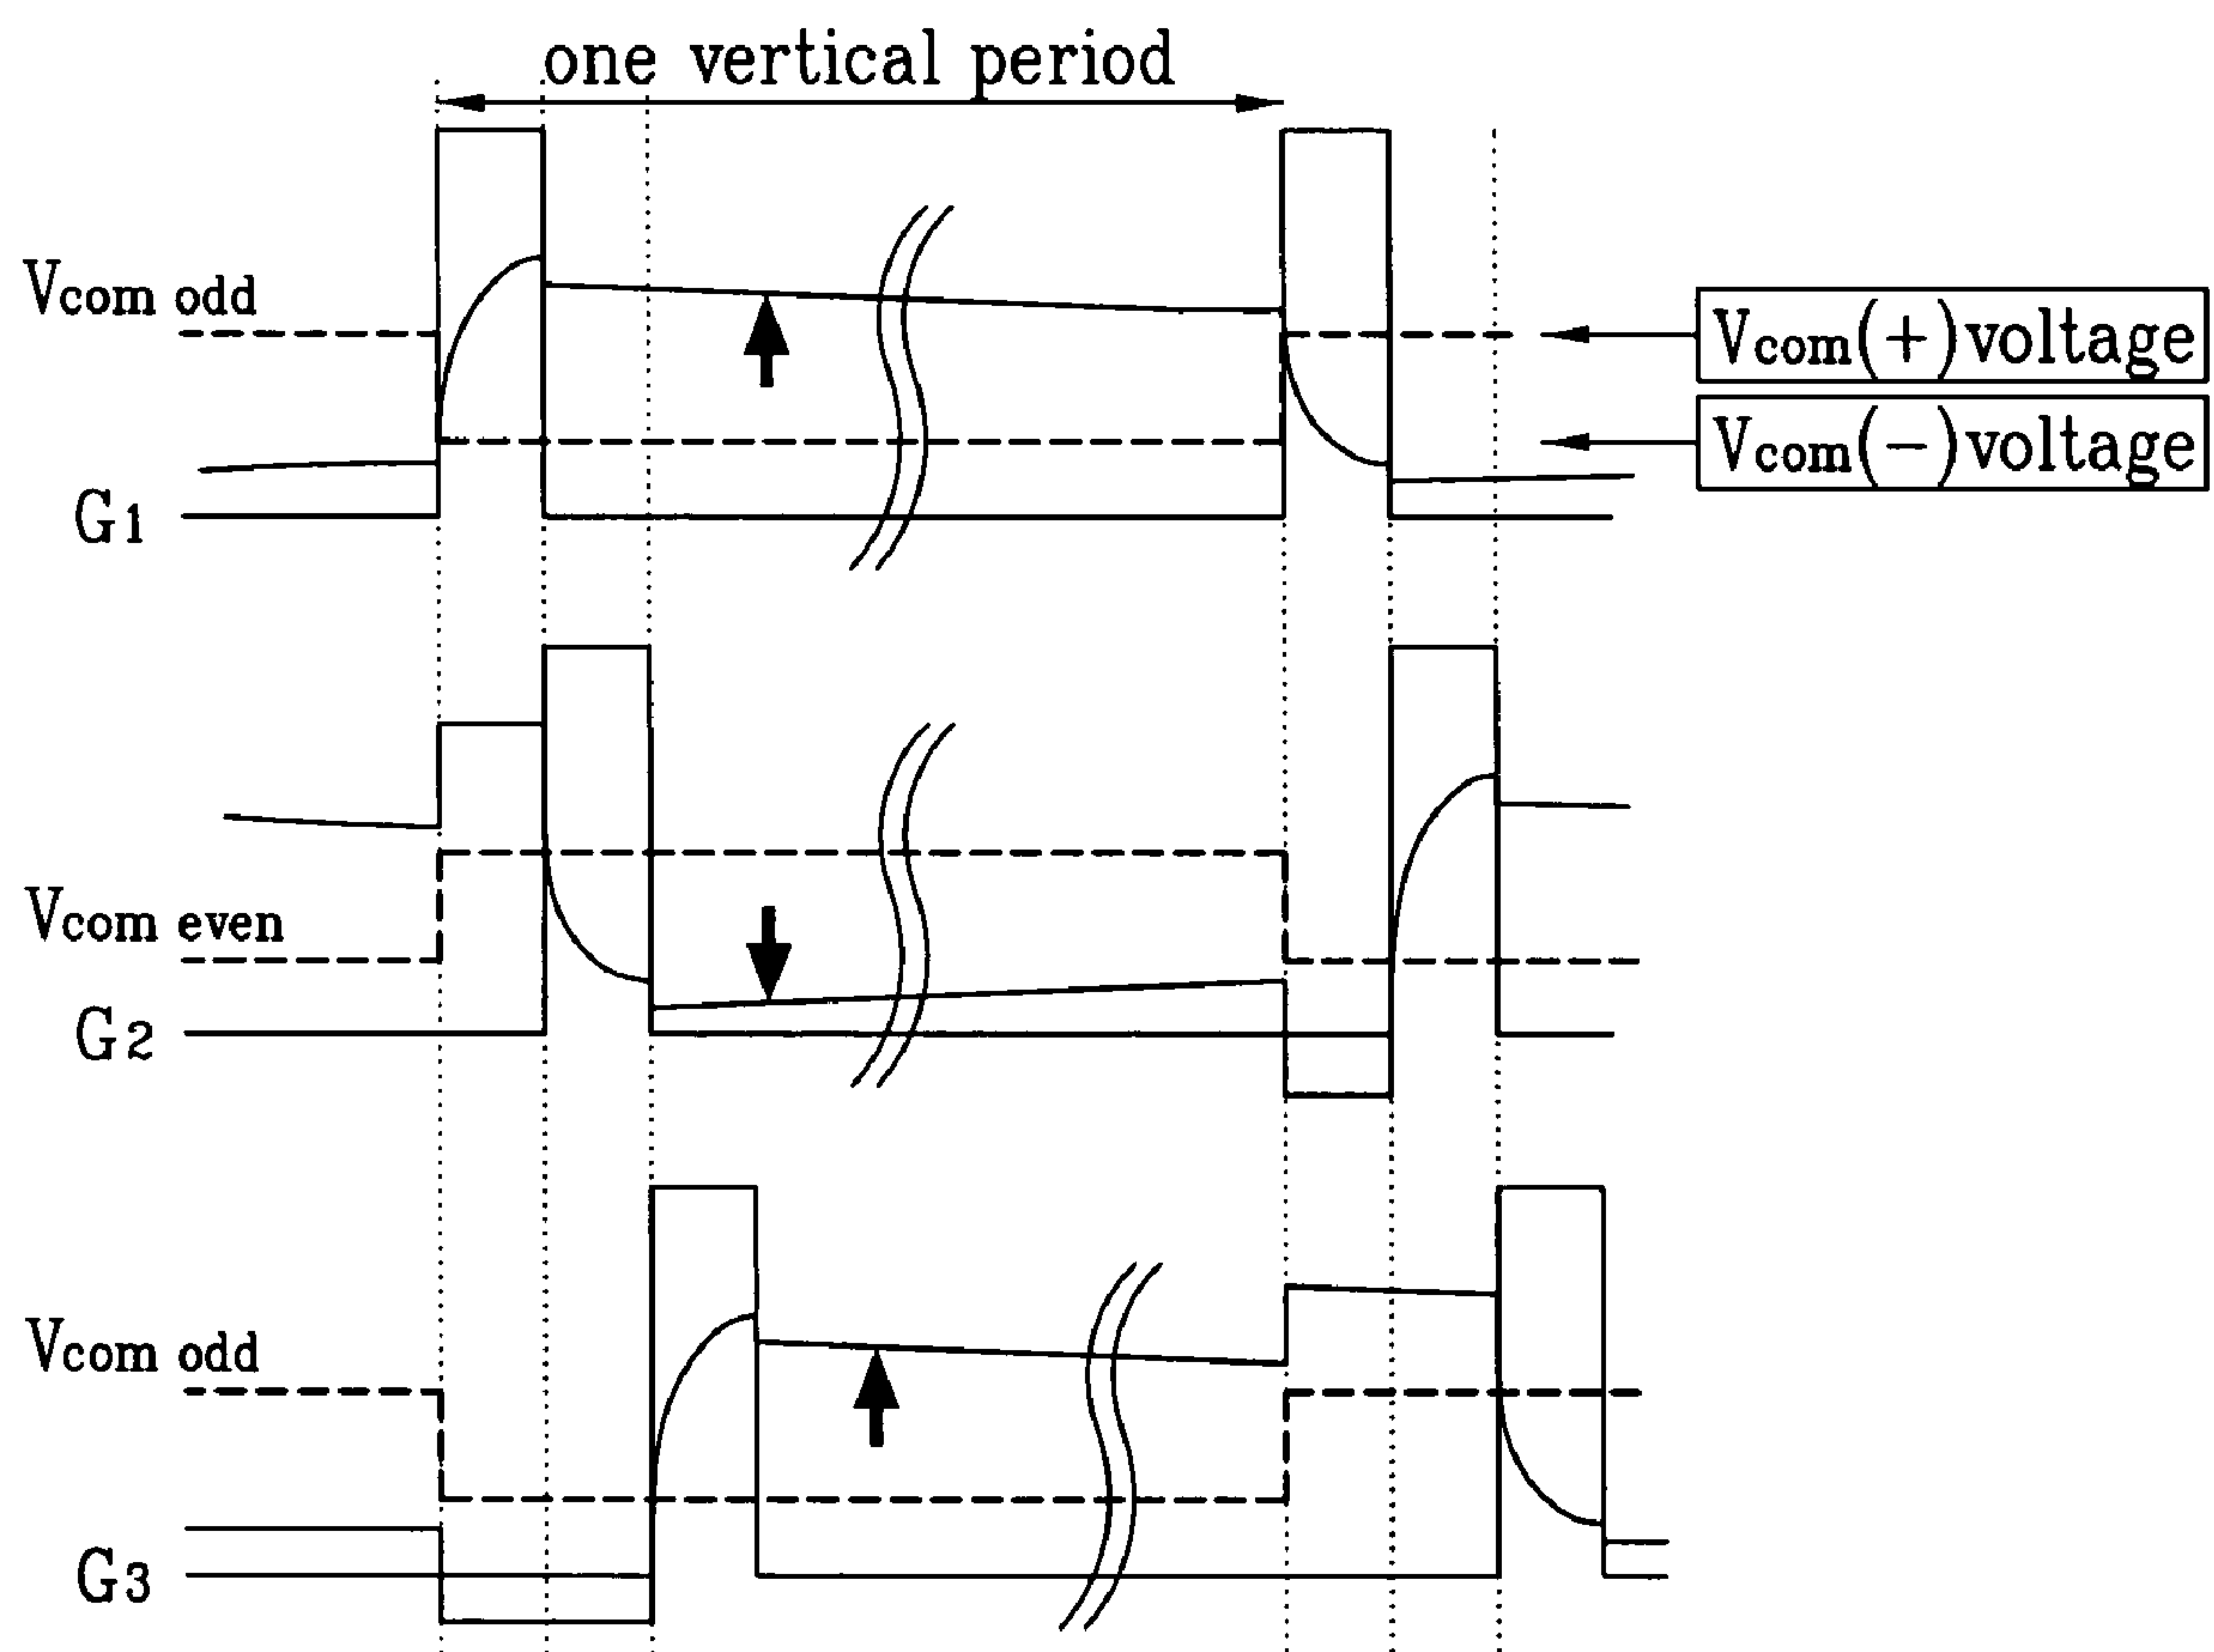 one vertical period
Vcom odd
Vcom(+)voltage
Vcom(−)voltage
G1
Vcom even
G2
Vcom odd
G3